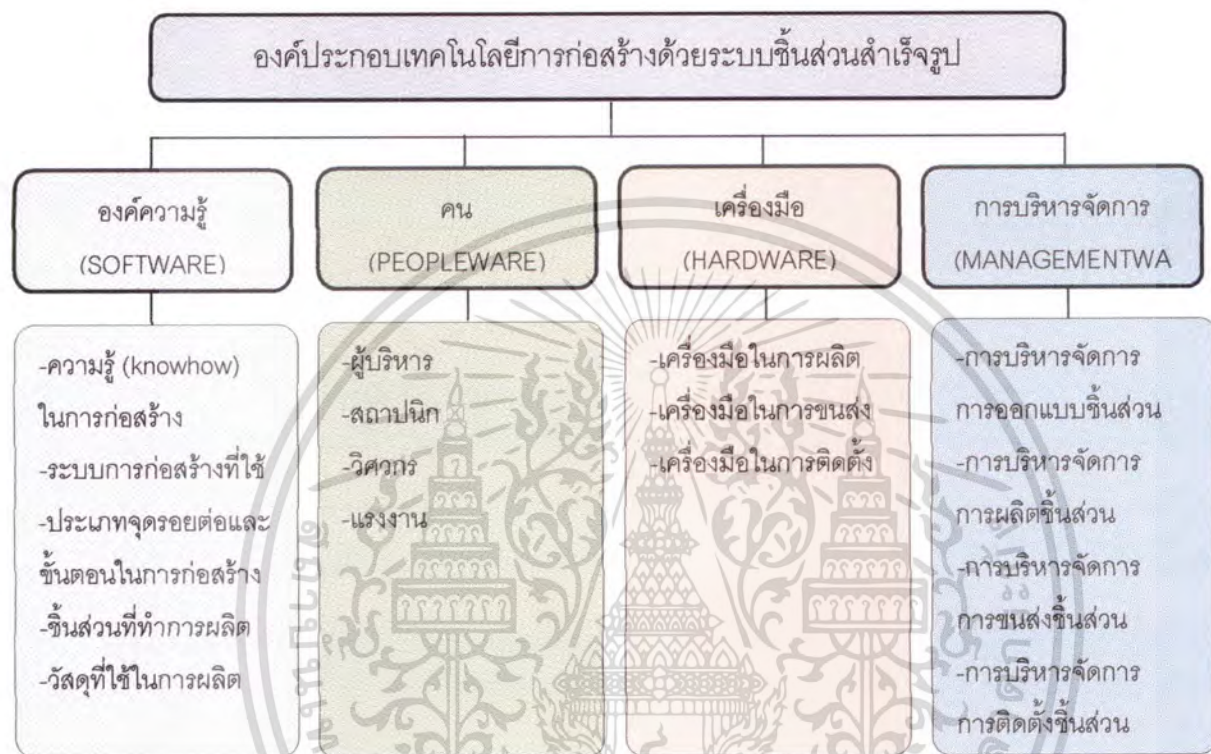 องค์ประกอบเทคโนโลยีการก่อสร้างด้วยระบบชิ้นส่วนสำเร็จรูป
องค์ความรู้
(SOFTWARE)
คน
(PEOPLEWARE)
เครื่องมือ
(HARDWARE)
การบริหารจัดการ
(MANAGEMENTWA
-ความรู้ (knowhow)
ในการก่อสร้าง
-ระบบการก่อสร้างที่ใช้
-ประเภทจุดรอยต่อและ
ขั้นตอนในการก่อสร้าง
-ชิ้นส่วนที่ทำการผลิต
-วัสดุที่ใช้ในการผลิต
-ผู้บริหาร
-สถาปนิก
-วิศวกร
-แรงงาน
-เครื่องมือในการผลิต
-เครื่องมือในการขนส่ง
-เครื่องมือในการติดตั้ง
-การบริหารจัดการ
การออกแบบชิ้นส่วน
-การบริหารจัดการ
การผลิตชิ้นส่วน
-การบริหารจัดการ
การขนส่งชิ้นส่วน
-การบริหารจัดการ
การติดตั้งชิ้นส่วน